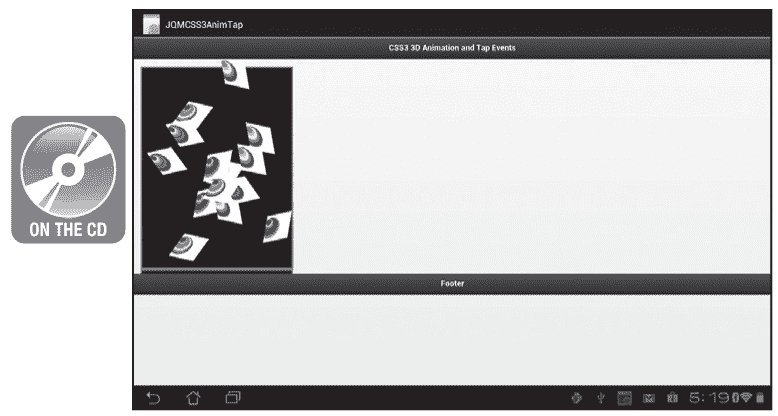 JQMCSS3AnimTap
CSS3 3D Animation and Tap Events
ON THE CD
Footer
5:19